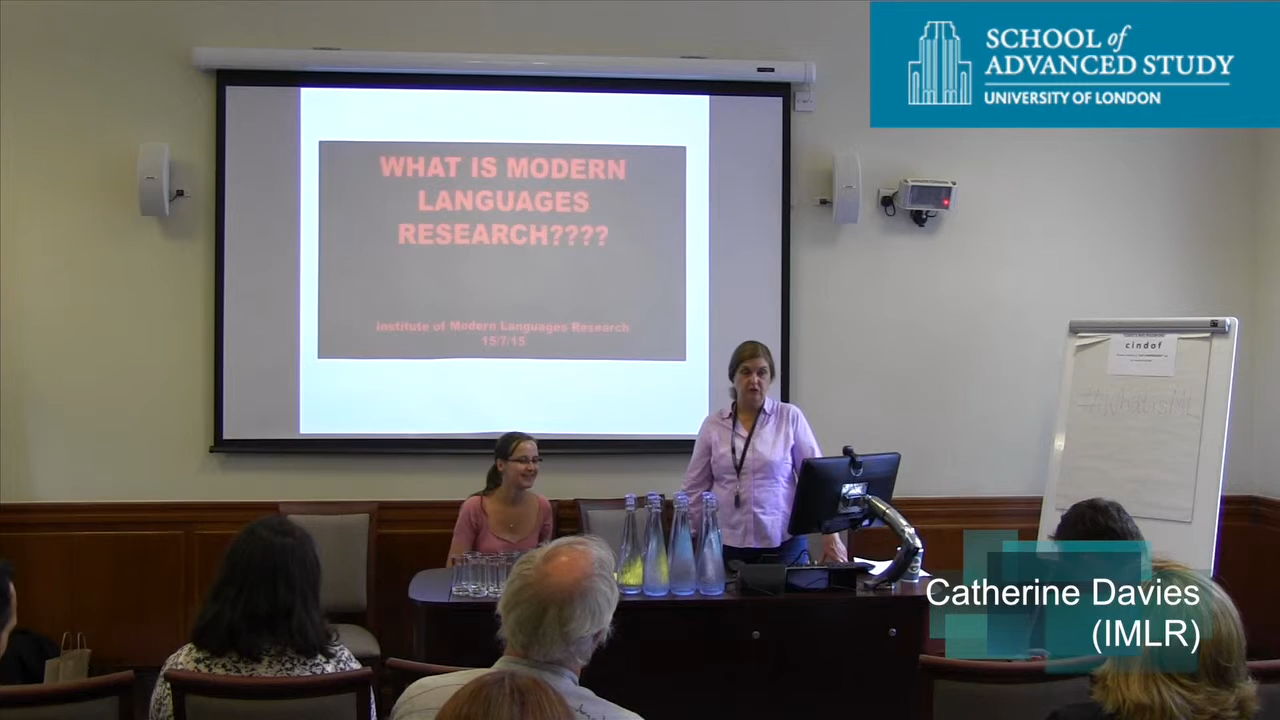 SCHOOL of
ADVANCED STUDY
UNIVERSITY OF LONDON
WHAT IS MODERN
LANGUAGES
RESEARCH????
Institute of Modern Languages Research
15/7/15
cindof
#WhatisML
Catherine Davies
(IMLR)